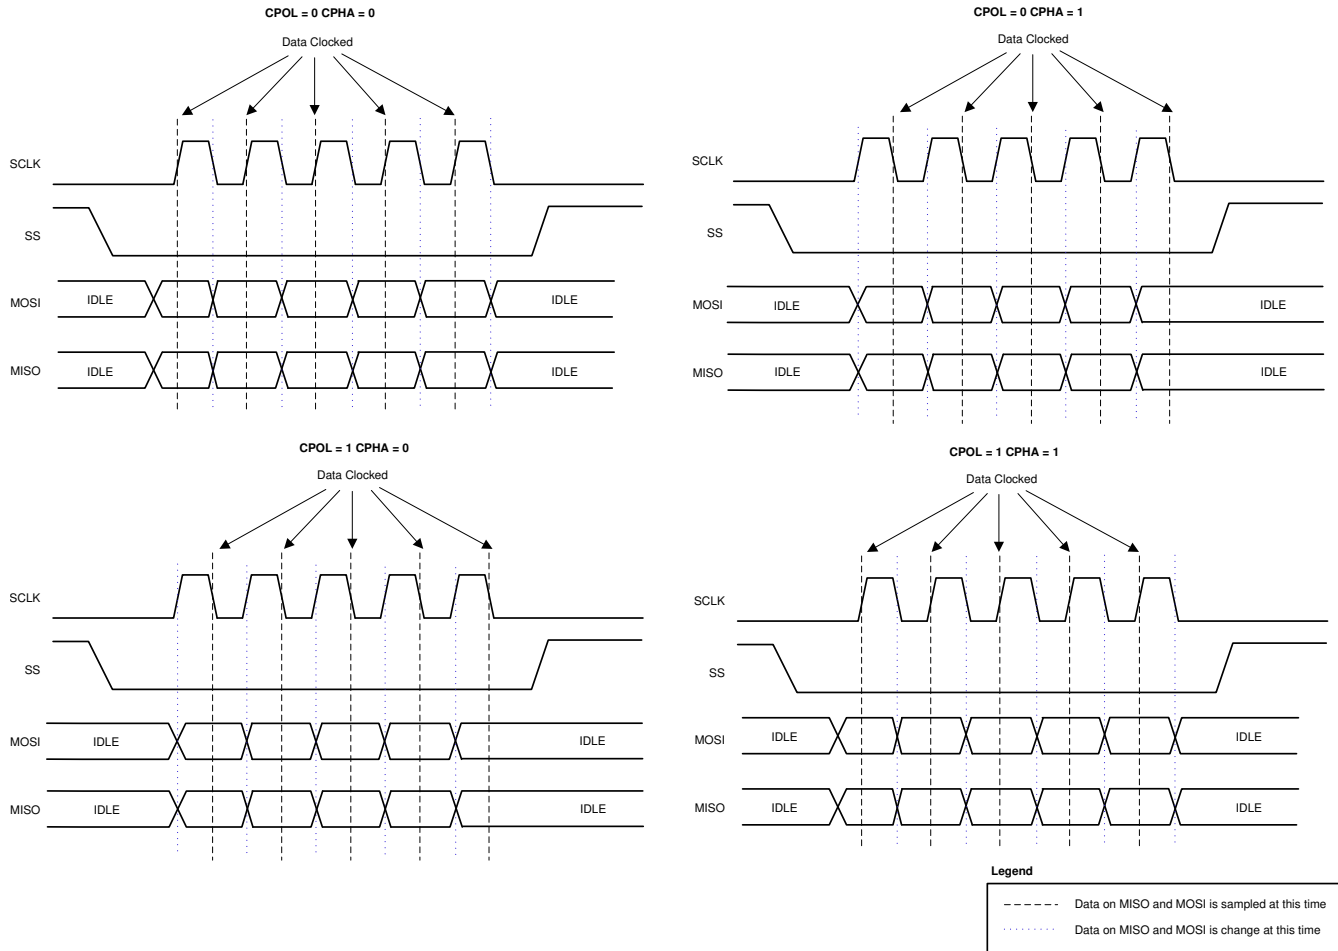 CPOL = 0 CPHA = 0
Data Clocked
SCLK
SS
MOSI IDLE IDLE
MISO IDLE IDLE
CPOL = 0 CPHA = 1
Data Clocked
SCLK
SS
MOSI IDLE IDLE
MISO IDLE IDLE
CPOL = 1 CPHA = 0
Data Clocked
SCLK
SS
MOSI IDLE IDLE
MISO IDLE IDLE
CPOL = 1 CPHA = 1
Data Clocked
SCLK
SS
MOSI IDLE IDLE
MISO IDLE IDLE
Legend
Data on MISO and MOSI is sampled at this time
Data on MISO and MOSI is change at this time